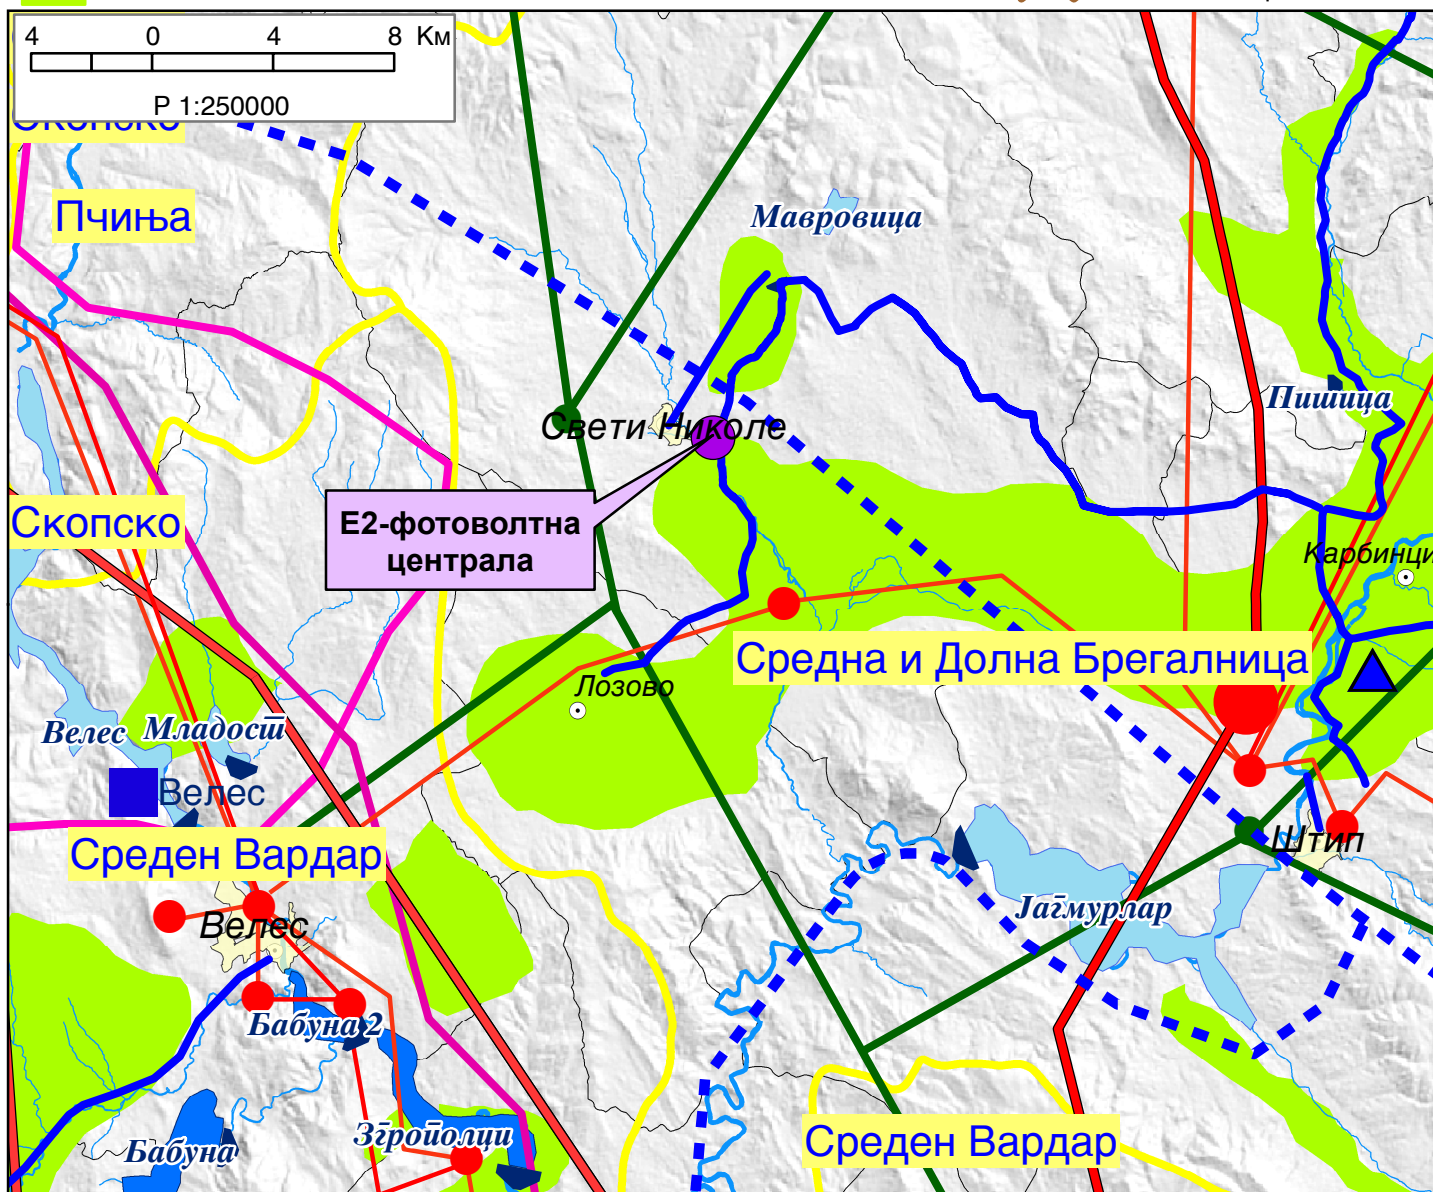 4 0 4 8 Км
Р 1:250000
Скопско
Пчиња
Мавровица
Пишица
Свети Николе
Скопско
Е2-фотоволтна
централа
Карбинци
Средна и Долна Брегалница
Лозово
Велес
Младост
Велес
Среден Вардар
Штип
Јагмурлар
Велес
Бабуна 2
Згрополци
Бабуна
Среден Вардар